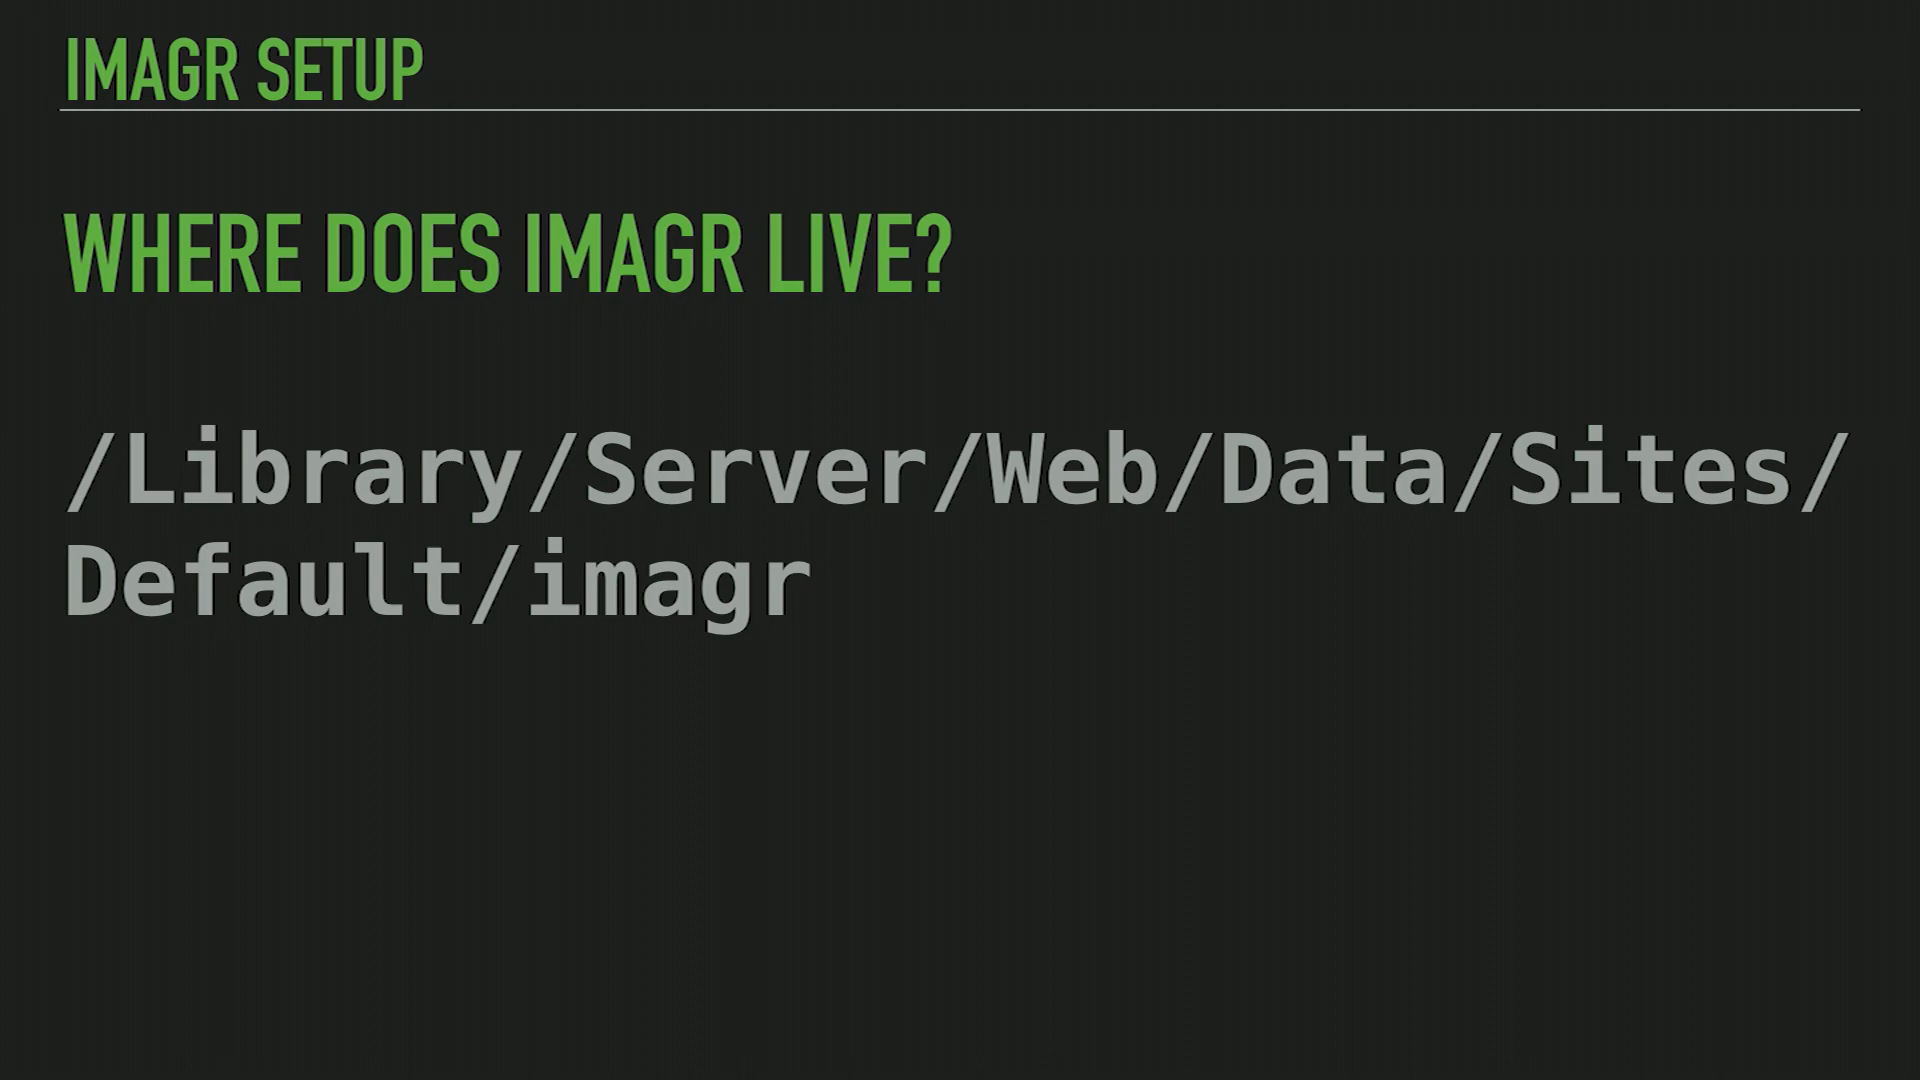 IMAGR SETUP
WHERE DOES IMAGR LIVE?
/Library/Server/Web/Data/Sites/
Default/imagr